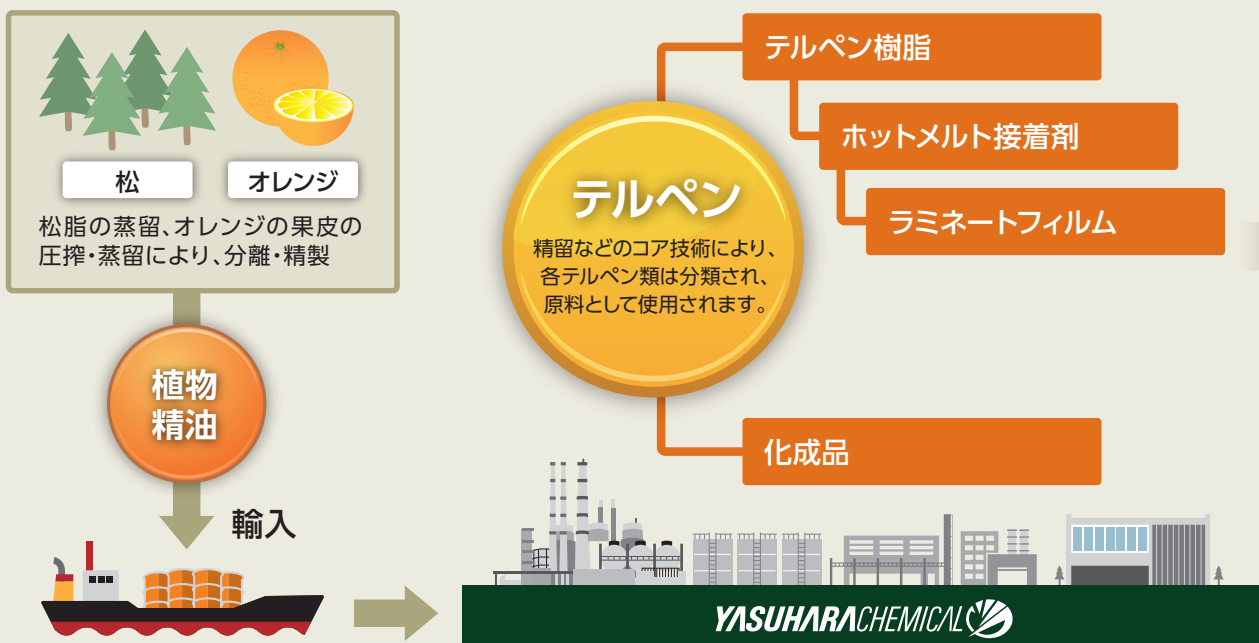 松
オレンジ
松脂の蒸留、オレンジの果皮の
圧搾・蒸留により、分離・精製
植物
精油
輸入
テルペン
精留などのコア技術により、
各テルペン類は分類され、
原料として使用されます。
テルペン樹脂
ホットメルト接着剤
ラミネートフィルム
化成品
YASUHARACHEMICAL